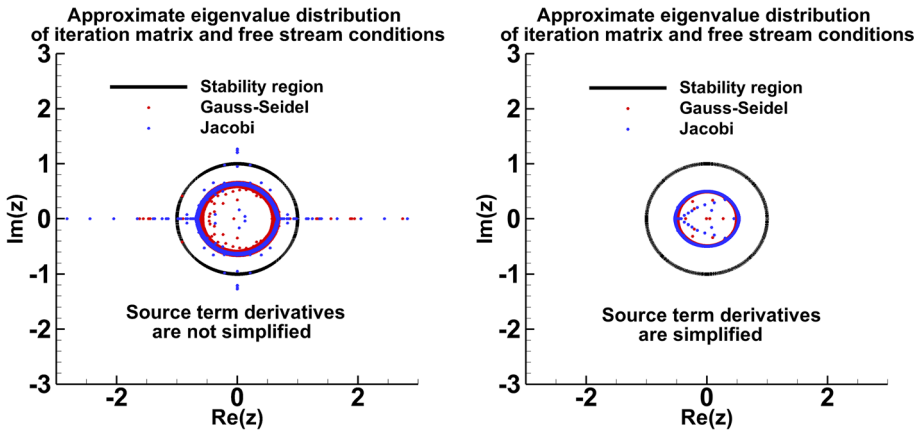 Approximate eigenvalue distribution
of iteration matrix and free stream conditions
3
2
1
0
-1
-2
-3
Im(z)
Stability region
Gauss-Seidel
Jacobi
Source term derivatives
are not simplified
-2
0
2
Re(z)
Approximate eigenvalue distribution
of iteration matrix and free stream conditions
3
2
1
0
-1
-2
-3
Im(z)
Stability region
Gauss-Seidel
Jacobi
Source term derivatives
are simplified
-2
0
2
Re(z)